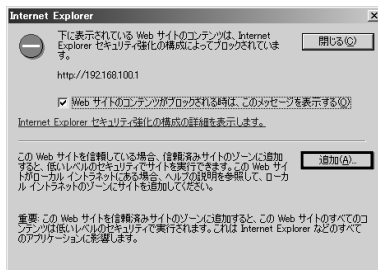 Internet Explorer
下に表示されている Web サイトのコンテンツは、Internet
Explorer セキュリティ強化の構成によってブロックされていま
す。
閉じる(C)
http://192.168.100.1
Web サイトのコンテンツがブロックされる時は、このメッセージを表示する(O)
Internet Explorer セキュリティ強化の構成の詳細を表示します。
この Web サイトを信頼している場合、信頼済みサイトのゾーンに追加
すると、低いレベルのセキュリティでサイトを実行できます。この Web サイ
トがローカル イントラネットにある場合、ヘルプの説明を参照して、ローカ
ル イントラネットのゾーンにサイトを追加してください。
追加(A)...
重要: この Web サイトを信頼済みサイトのゾーンに追加すると、この Web サイトのすべてのコ
ンテンツは低いレベルのセキュリティで実行されます。これは Internet Explorer などのすべて
のアプリケーションに影響します。